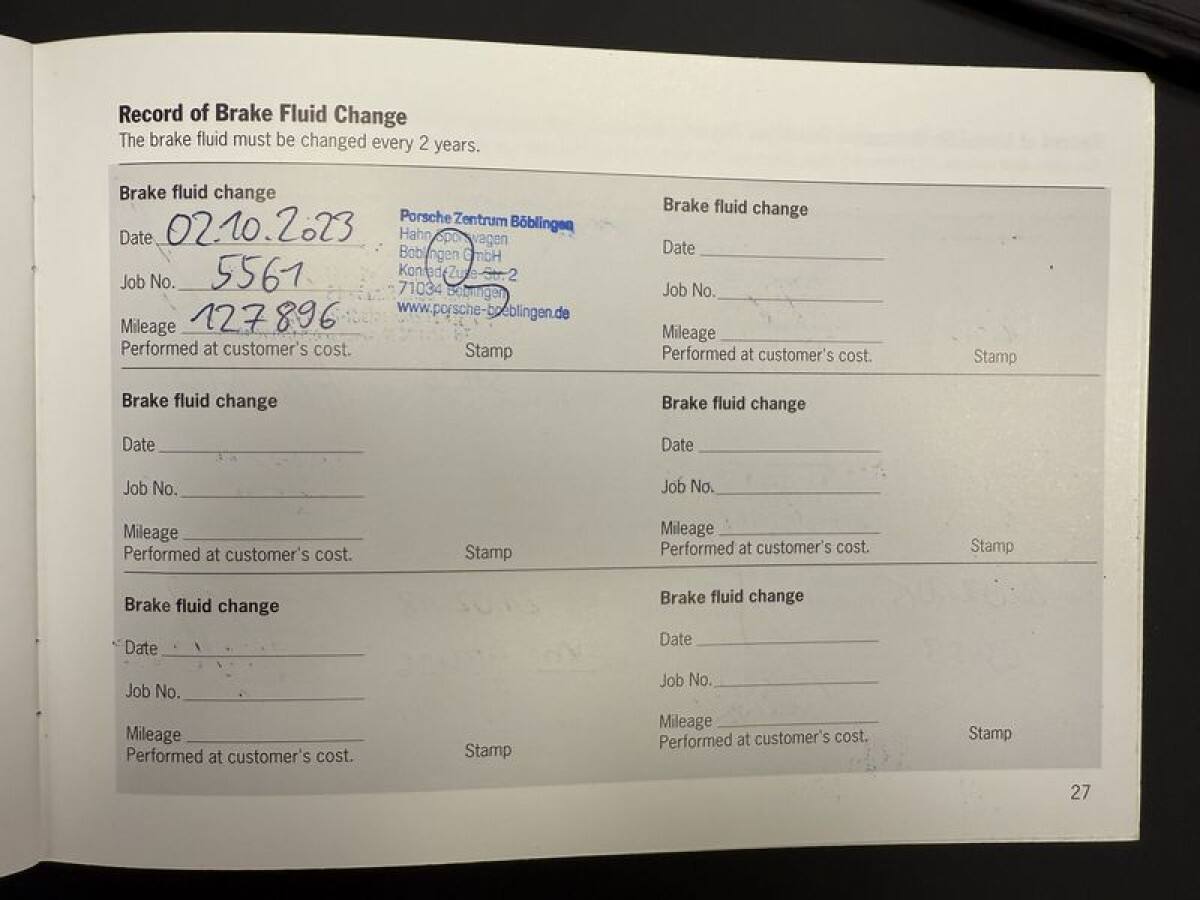 Record of Brake Fluid Change
The brake fluid must be changed every 2 years.
Brake fluid change
Date 02.10.2023
Job No. 5561
Mileage 127896
Performed at customer's cost.
Porsche Zentrum Böblingen
Hahn Sportwagen
Böblingen GmbH
Konrad-Zuse-Str. 2
71034 Böblingen
www.porsche-boeblingen.de
Stamp
Brake fluid change
Date
Job No.
Mileage
Performed at customer's cost.
Stamp
Brake fluid change
Date
Job No.
Mileage
Performed at customer's cost.
Stamp
Brake fluid change
Date
Job No.
Mileage
Performed at customer's cost.
Stamp
Brake fluid change
Date
Job No.
Mileage
Performed at customer's cost.
Stamp
Brake fluid change
Date
Job No.
Mileage
Performed at customer's cost.
Stamp
27